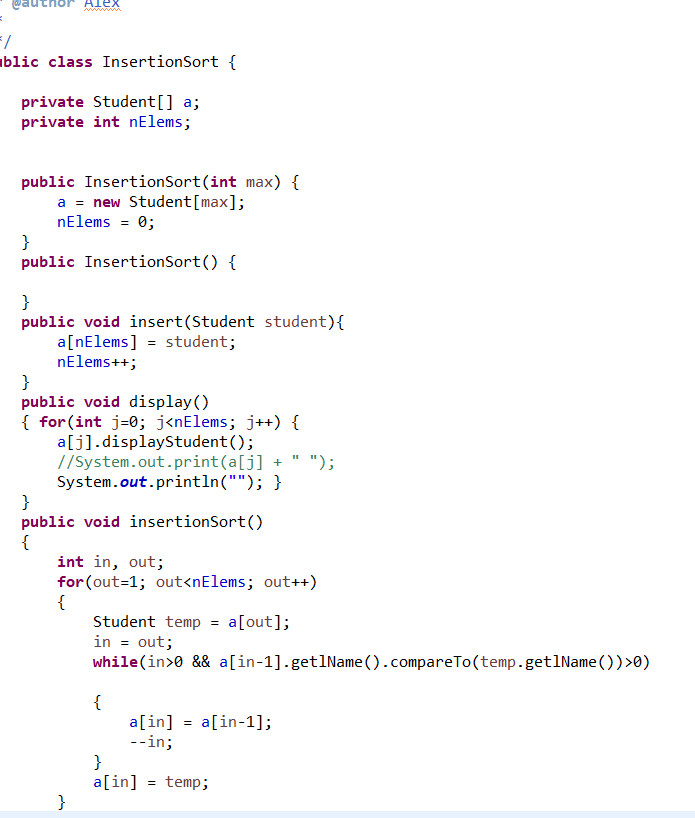 @author Alex
*
*/
ublic class InsertionSort {
private Student[] a;
private int nElems;
public InsertionSort(int max) {
a = new Student[max];
nElems = 0;
}
public InsertionSort() {
}
public void insert(Student student){
a[nElems] = student;
nElems++;
}
public void display()
{ for(int j=0; j<nElems; j++) {
a[j].displayStudent();
//System.out.print(a[j] + " ");
System.out.println(""); }
}
public void insertionSort()
{
int in, out;
for(out=1; out<nElems; out++)
{
Student temp = a[out];
in = out;
while(in>0 && a[in-1].getlName().compareTo(temp.getlName())>0)
{
a[in] = a[in-1];
--in;
}
a[in] = temp;
}